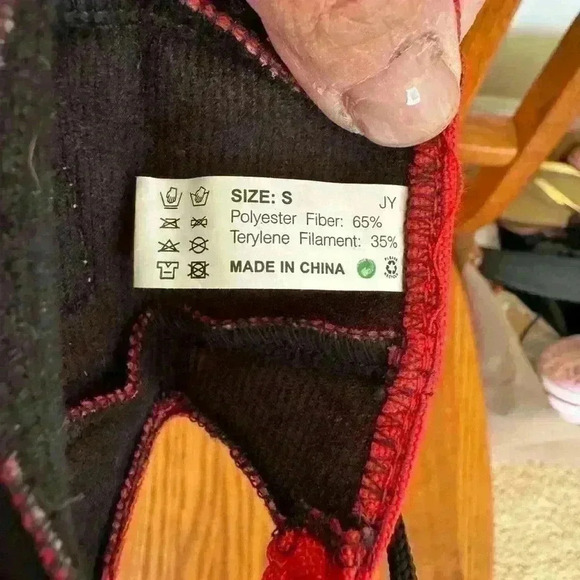 SIZE: S JY
Polyester Fiber: 65%
Terylene Filament: 35%
MADE IN CHINA